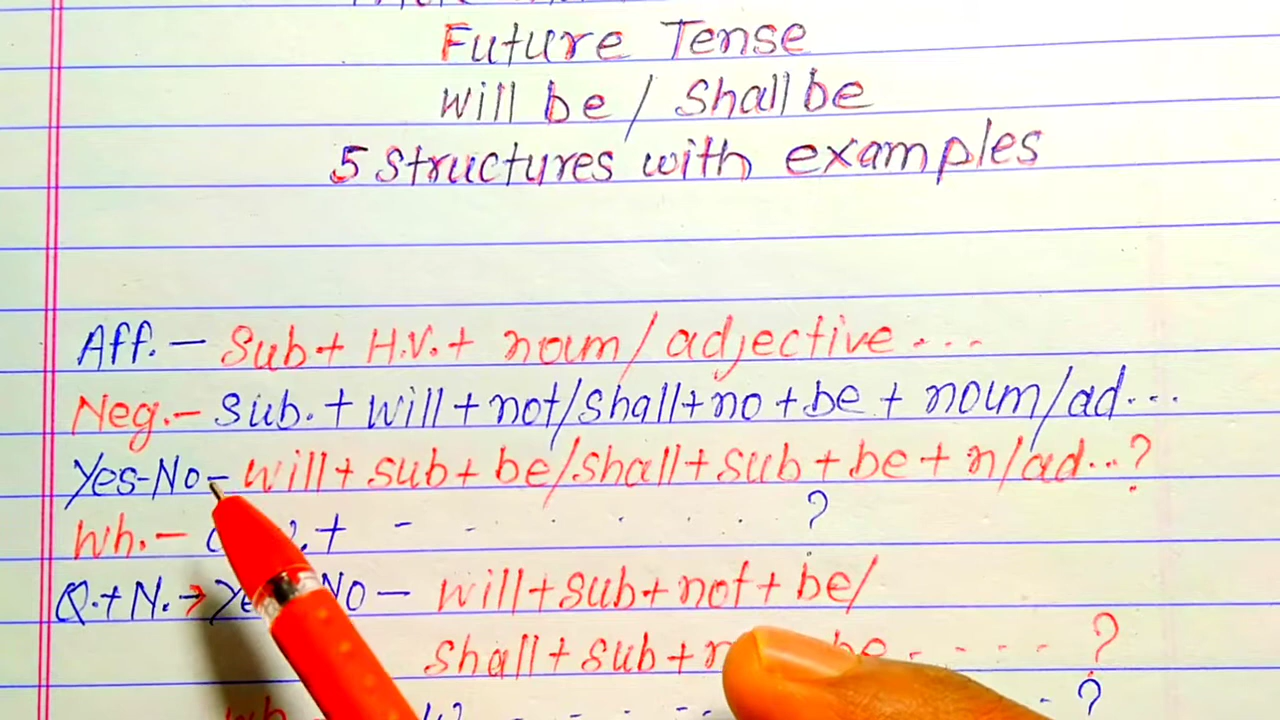 Future Tense
Will be / Shall be
5 Structures with examples
Aff. - Sub + H.V. + noun / adjective ...
Neg. - Sub. + will + not/shall + no + be + noun/ad...
Yes-No - will + sub + be/shall + sub + be + n/ad..?
Wh. - + - - . . . . ?
Q. + N. → No - will + sub + not + be/
shall + sub + be - - - - ?
- - - ?